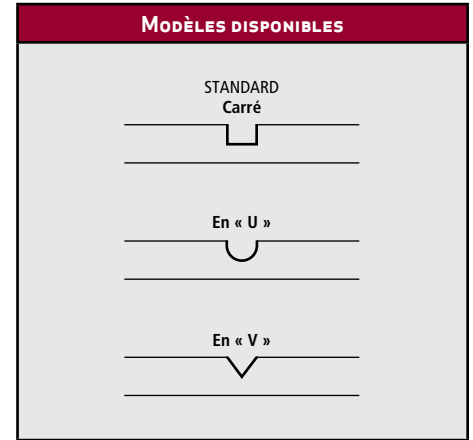 Modèles disponibles
STANDARD
Carré
En « U »
En « V »